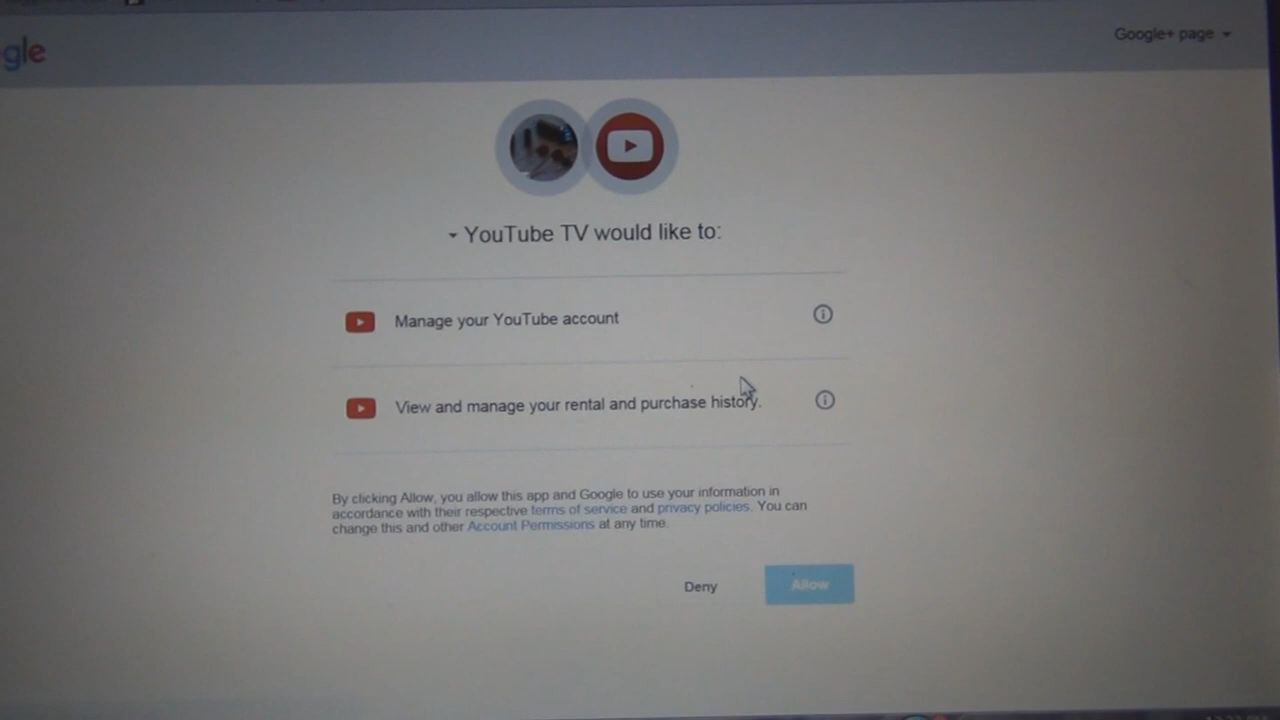 gle
Google+ page
YouTube TV would like to:
Manage your YouTube account
View and manage your rental and purchase history.
By clicking Allow, you allow this app and Google to use your information in
accordance with their respective terms of service and privacy policies. You can
change this and other Account Permissions at any time.
Deny
Allow